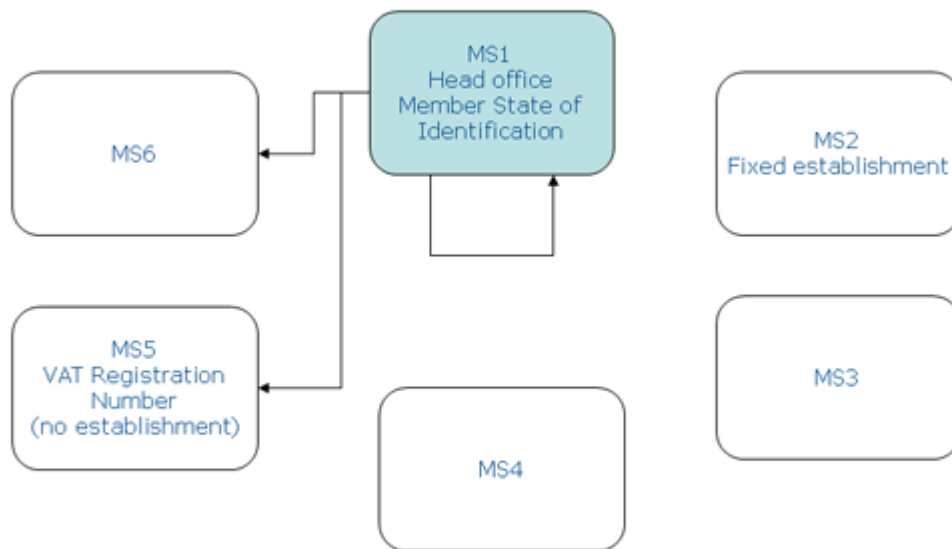 MS1
Head office
Member State of
Identification
MS6
MS2
Fixed establishment
MS5
VAT Registration
Number
(no establishment)
MS3
MS4